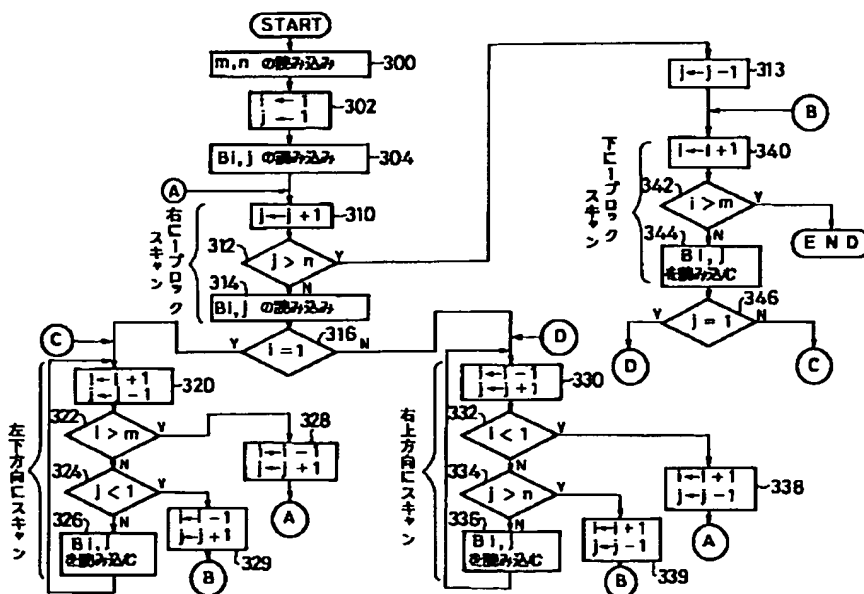 START
m,n の読み込み
300
i ← 1
j ← 1
302
Bi,j の読み込み
304
A
j←j+1
310
右に一ブロックスキャン
312
j > n
Y
N
314
Bi,j の読み込み
316
i = 1
Y
N
j←j-1
313
B
下に一ブロックスキャン
i←i+1
340
342
i > m
Y
N
END
344
Bi,j
を読み込む
346
j = 1
Y
N
D
C
C
左下方向にスキャン
i←i+1
j←j-1
320
322
i > m
Y
N
328
i←i-1
j←j+1
A
324
j < 1
Y
N
326
Bi,j
を読み込む
i←i-1
j←j+1
329
B
D
右上方向にスキャン
i←i-1
j←j+1
330
332
i < 1
Y
N
i←i+1
j←j-1
338
A
334
j > n
Y
N
336
Bi,j
を読み込む
i←i+1
j←j-1
339
B